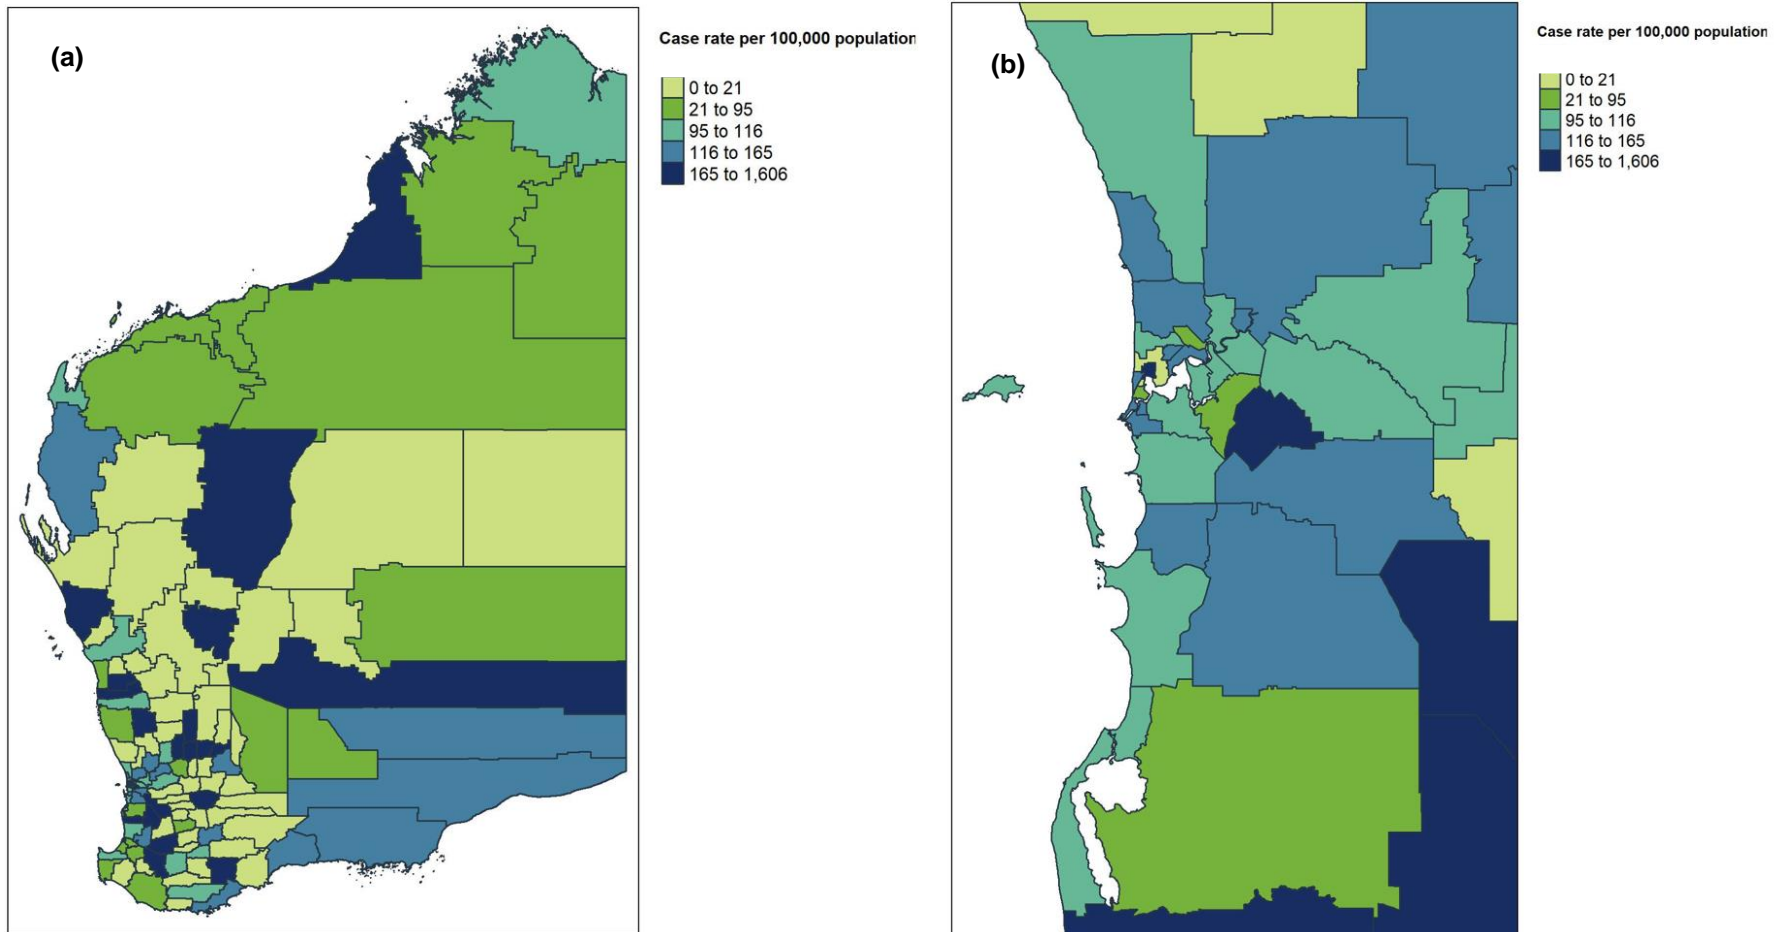 (a)
Case rate per 100,000 population
0 to 21
21 to 95
95 to 116
116 to 165
165 to 1,606
(b)
Case rate per 100,000 population
0 to 21
21 to 95
95 to 116
116 to 165
165 to 1,606